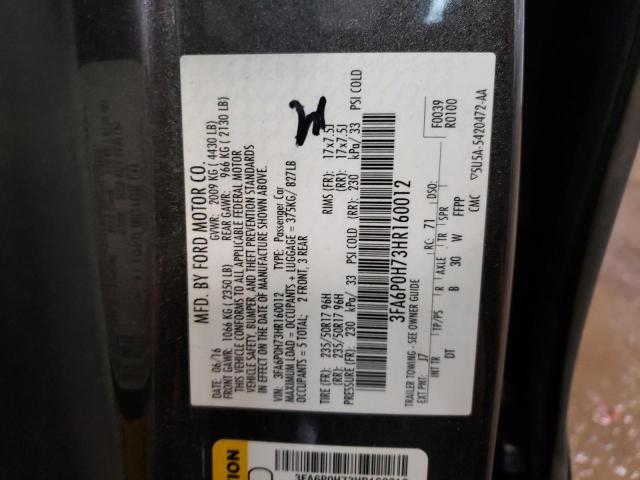 MFD. BY FORD MOTOR CO.
DATE: 06/16 GVWR: 2009 KG ( 4430 LB)
FRONT GAWR: 1066 KG ( 2350 LB) REAR GAWR: 966 KG ( 2130 LB)
THIS VEHICLE CONFORMS TO ALL APPLICABLE FEDERAL MOTOR
VEHICLE SAFETY, BUMPER, AND THEFT PREVENTION STANDARDS
IN EFFECT ON THE DATE OF MANUFACTURE SHOWN ABOVE.
VIN: 3FA6P0H73HR160012 TYPE: Passenger Car
MAXIMUM LOAD = OCCUPANTS + LUGGAGE = 375KG/ 827LB
OCCUPANTS = 5 TOTAL: 2 FRONT, 3 REAR
TIRE (FR): 235/50R17 96H RIMS (FR): 17x7.5J
(RR): 235/50R17 96H (RR): 17x7.5J
PRESSURE (FR): 230 kPa/ 33 PSI COLD (RR): 230 kPa/ 33 PSI COLD
3FA6P0H73HR160012
TRAILER TOWING - SEE OWNER GUIDE
EXT PNT: J7 RC: 71 DSO: F0039
R0100
INT TR TP/PS R AXLE TR SPR
DT B 30 W FFPP
CMC ▽5U5A-5420472-AA